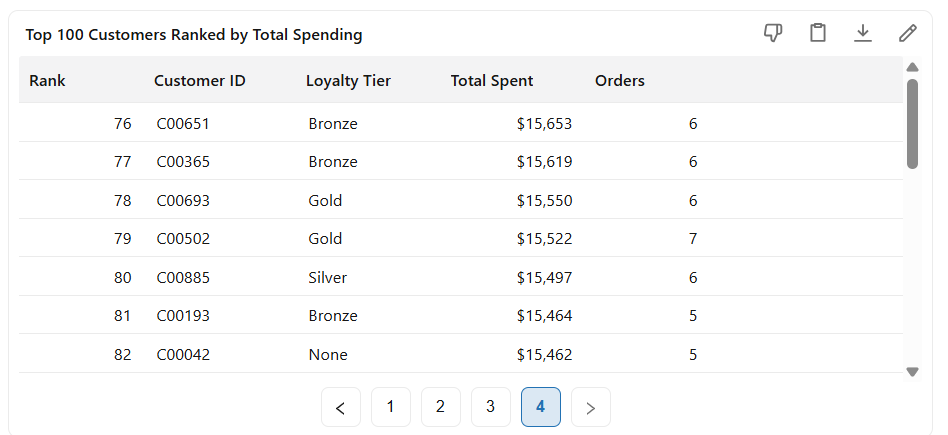 Top 100 Customers Ranked by Total Spending
Rank Customer ID Loyalty Tier Total Spent Orders
76 C00651 Bronze $15,653 6
77 C00365 Bronze $15,619 6
78 C00693 Gold $15,550 6
79 C00502 Gold $15,522 7
80 C00885 Silver $15,497 6
81 C00193 Bronze $15,464 5
82 C00042 None $15,462 5
< 1 2 3 4 >